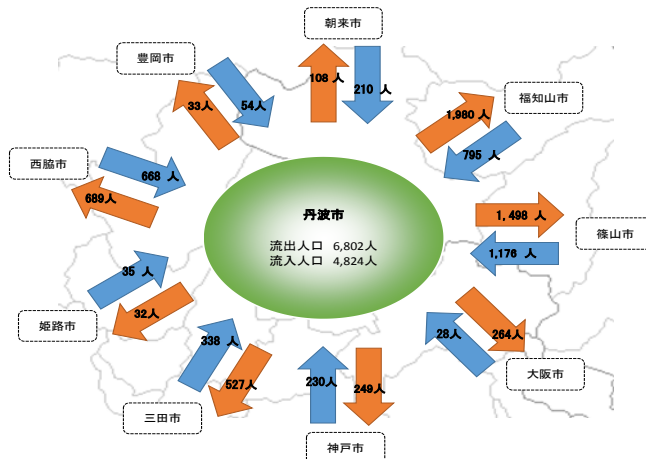 朝来市
豊岡市
108 人
210 人
33人
54人
福知山市
1,980 人
795 人
西脇市
668 人
689人
丹波市
流出人口 6,802人
流入人口 4,824人
1,498 人
1,176 人
篠山市
35 人
32人
姫路市
338 人
527人
三田市
230人
249人
神戸市
28人
264人
大阪市